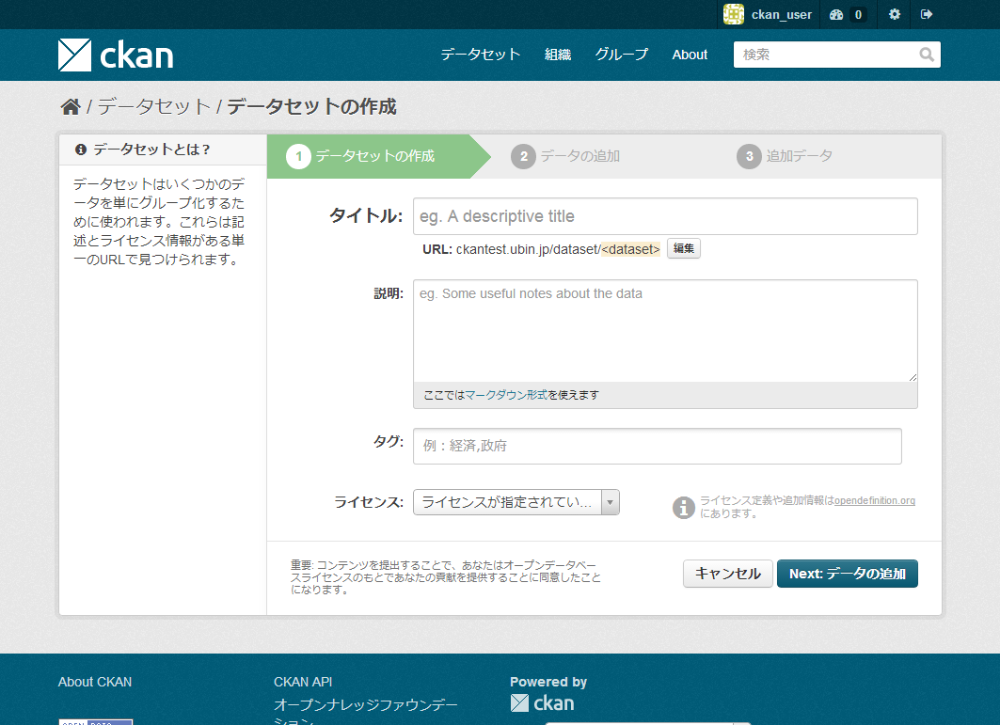 ckan_user 0
ckan データセット 組織 グループ About 検索
/ データセット / データセットの作成
データセットとは？
データセットはいくつかのデ
ータを単にグループ化するた
めに使われます。これらは記
述とライセンス情報がある単
一のURLで見つけられます。
1 データセットの作成 2 データの追加 3 追加データ
タイトル: eg. A descriptive title
URL: ckantest.ubin.jp/dataset/<dataset> 編集
説明: eg. Some useful notes about the data
ここではマークダウン形式を使えます
タグ: 例：経済,政府
ライセンス: ライセンスが指定されてい...
ライセンス定義や追加情報はopendefinition.org
にあります。
重要: コンテンツを提出することで、あなたはオープンデータベー
スライセンスのもとであなたの貢献を提供することに同意したこと
になります。
キャンセル Next: データの追加
About CKAN
CKAN API
オープンナレッジファウンデー
ション
Powered by
ckan